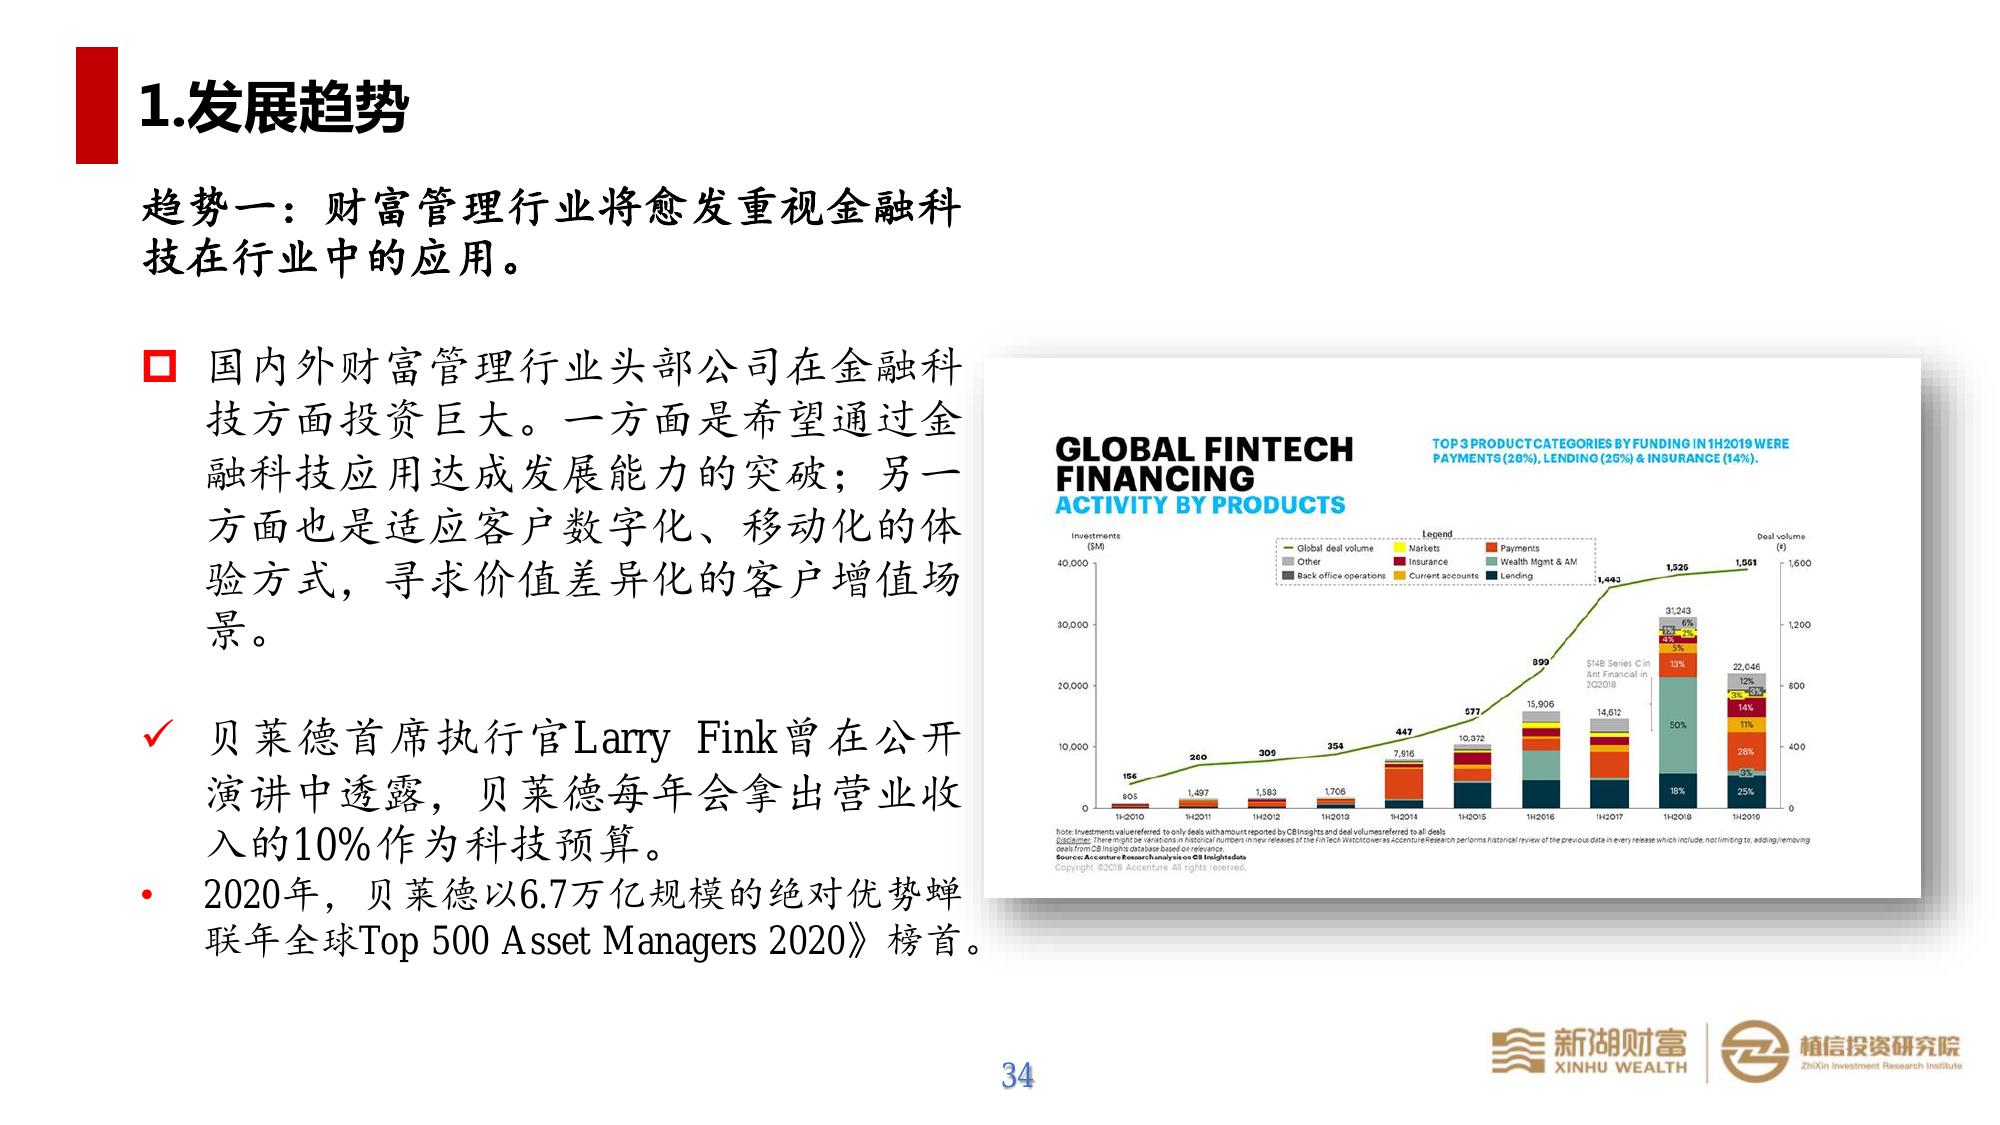 1.发展趋势
趋势一：财富管理行业将愈发重视金融科
技在行业中的应用。
国内外财富管理行业头部公司在金融科
技方面投资巨大。一方面是希望通过金
融科技应用达成发展能力的突破；另一
方面也是适应客户数字化、移动化的体
验方式，寻求价值差异化的客户增值场
景。
贝莱德首席执行官Larry Fink曾在公开
演讲中透露，贝莱德每年会拿出营业收
入的10%作为科技预算。
2020年，贝莱德以6.7万亿规模的绝对优势蝉
联年全球Top 500 Asset Managers 2020》榜首。
GLOBAL FINTECH
FINANCING
ACTIVITY BY PRODUCTS
TOP 3 PRODUCT CATEGORIES BY FUNDING IN 1H2019 WERE
PAYMENTS (28%), LENDING (25%) & INSURANCE (14%).
Investments
($M)
Legend
Global deal volume Markets Payments
Other Insurance Wealth Mgmt & AM
Back office operations Current accounts Lending
Deal volume
(#)
40,000
30,000
20,000
10,000
0
1,600
1,200
800
400
0
156
280
309
354
447
577
899
1,443
1,526
1,561
805
1,497
1,583
1,706
7,916
10,372
15,906
14,612
31,243
22,046
$14B Series C in
Ant Financial in
2Q2018
6%
1% 2%
4%
5%
13%
50%
18%
12%
3% 3%
14%
11%
28%
3%
25%
1H2010 1H2011 1H2012 1H2013 1H2014 1H2015 1H2016 1H2017 1H2018 1H2019
Note: Investments value referred to only deals with amount reported by CB Insights and deal volumes referred to all deals
Disclaimer: There might be variations in historical numbers in new releases of the FinTech Watchtower as Accenture Research performs historical review of the previous data in every release which include, not limiting to, adding/removing
deals from CB Insights database based on relevance.
Source: Accenture Research analysis on CB Insights data
Copyright ©2018 Accenture All rights reserved.
34
新湖财富
XINHU WEALTH
植信投资研究院
ZhiXin Investment Research Institute